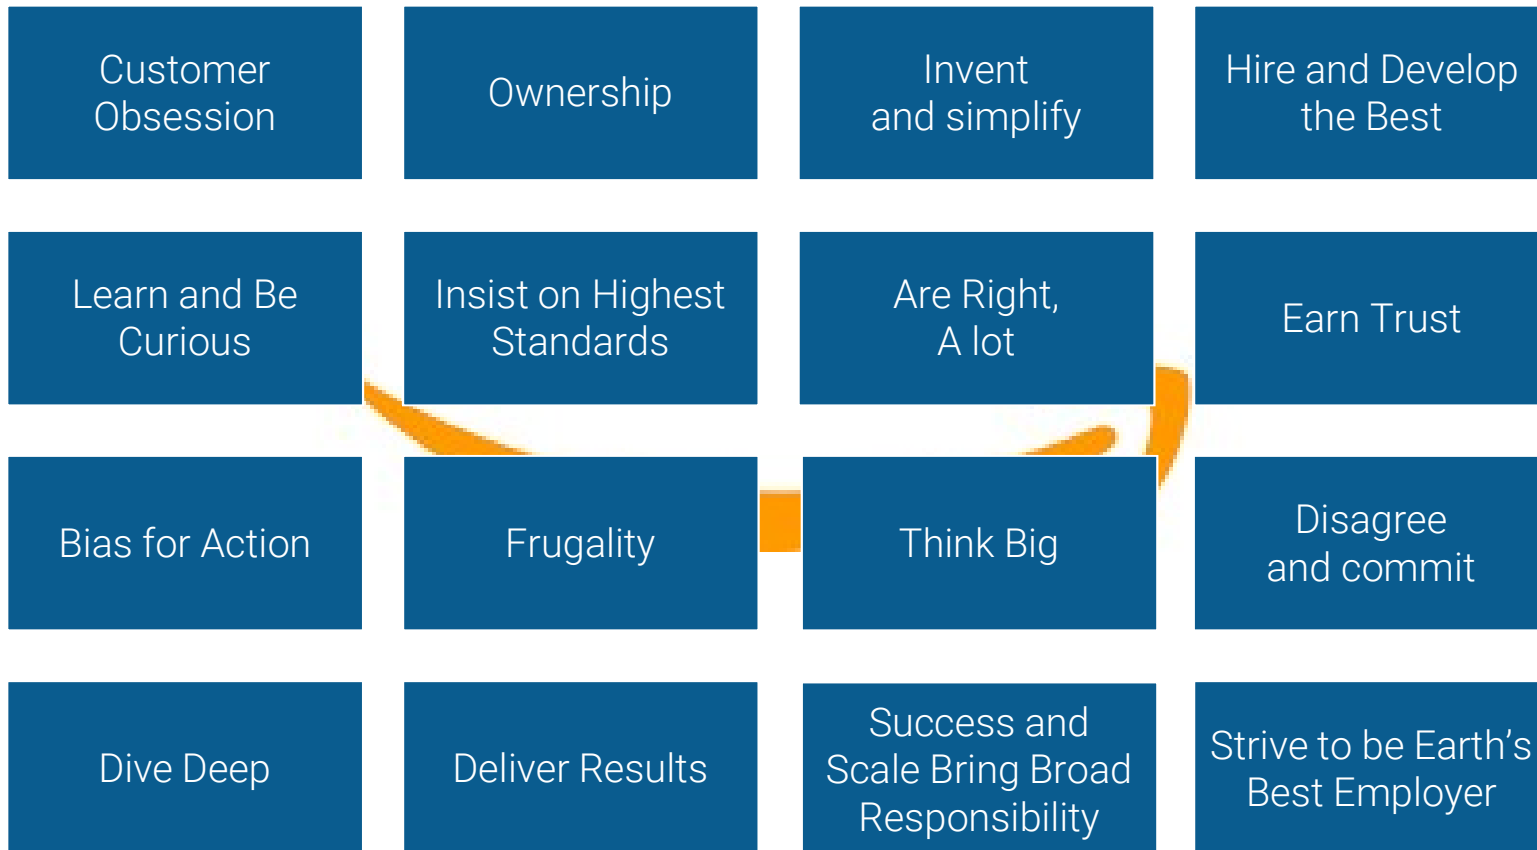 Customer
Obsession
Ownership
Invent
and simplify
Hire and Develop
the Best
Learn and Be
Curious
Insist on Highest
Standards
Are Right,
A lot
Earn Trust
Bias for Action
Frugality
Think Big
Disagree
and commit
Dive Deep
Deliver Results
Success and
Scale Bring Broad
Responsibility
Strive to be Earth’s
Best Employer